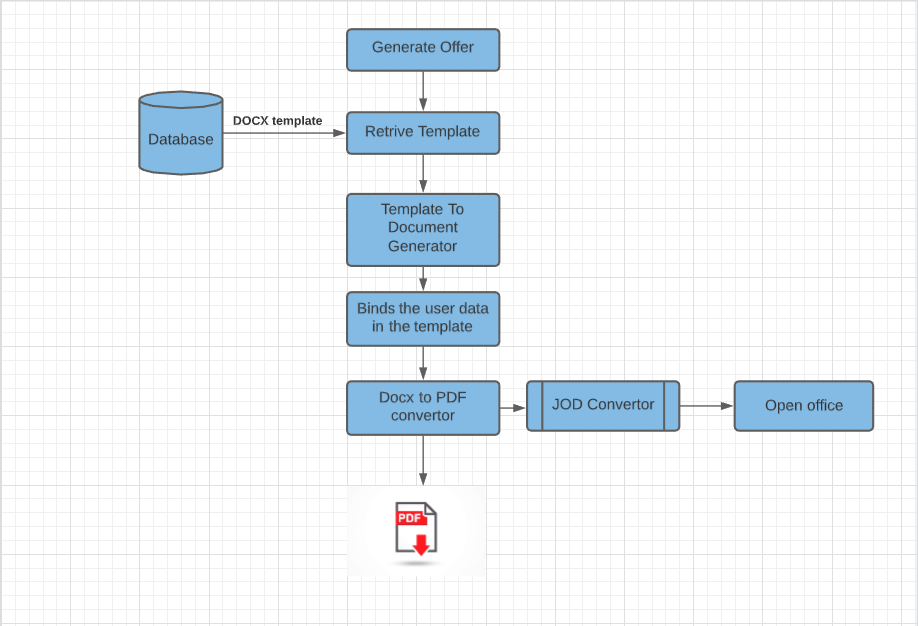 Generate Offer
DOCX template
Database
Retrive Template
Template To
Document
Generator
Binds the user data
in the template
Docx to PDF
convertor
JOD Convertor
Open office
PDF